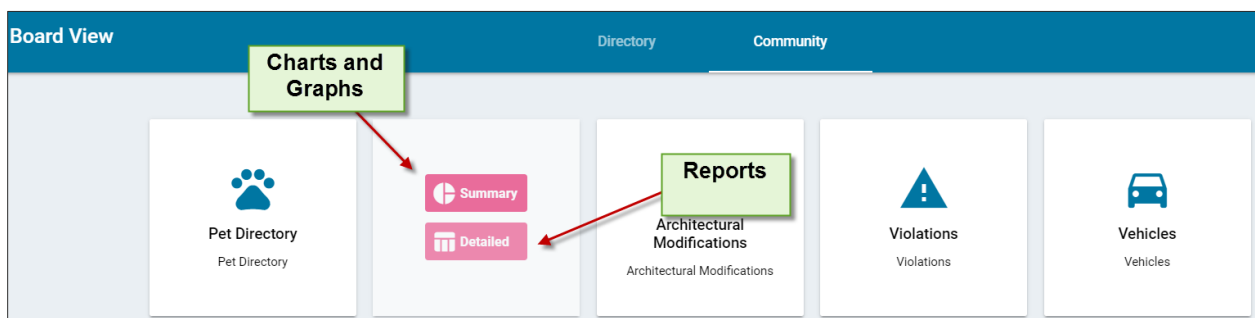 Board View
Directory
Community
Charts and
Graphs
Summary
Detailed
Reports
Pet Directory
Pet Directory
Architectural
Modifications
Architectural Modifications
Violations
Violations
Vehicles
Vehicles